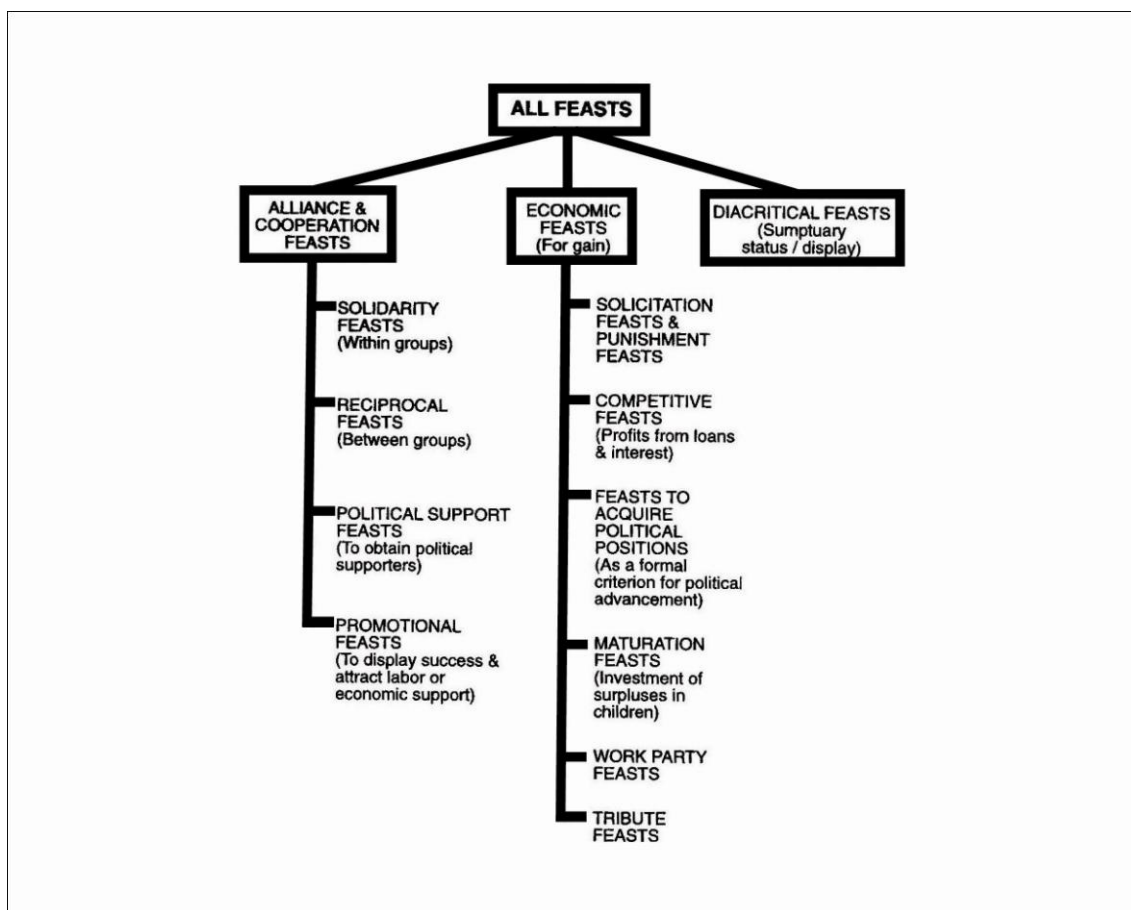 ALL FEASTS
ALLIANCE &
COOPERATION
FEASTS
ECONOMIC
FEASTS
(For gain)
DIACRITICAL FEASTS
(Sumptuary
status / display)
SOLIDARITY
FEASTS
(Within groups)
RECIPROCAL
FEASTS
(Between groups)
POLITICAL SUPPORT
FEASTS
(To obtain political
supporters)
PROMOTIONAL
FEASTS
(To display success &
attract labor or
economic support)
SOLICITATION
FEASTS &
PUNISHMENT
FEASTS
COMPETITIVE
FEASTS
(Profits from loans
& interest)
FEASTS TO
ACQUIRE
POLITICAL
POSITIONS
(As a formal
criterion for political
advancement)
MATURATION
FEASTS
(Investment of
surpluses in
children)
WORK PARTY
FEASTS
TRIBUTE
FEASTS